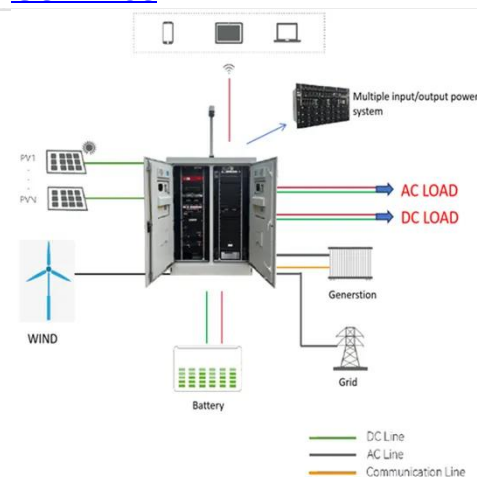 Multiple input/output power
system
PV1
PVN
AC LOAD
DC LOAD
Generstion
WIND
Grid
Battery
DC Line
AC Line
Communication Line